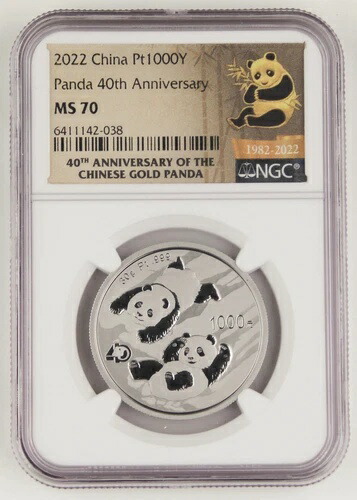 2022 China Pt1000Y
Panda 40th Anniversary
MS 70
6411142-038
40TH ANNIVERSARY OF THE
CHINESE GOLD PANDA
1982-2022
NGC
30g Pt .999
1000元